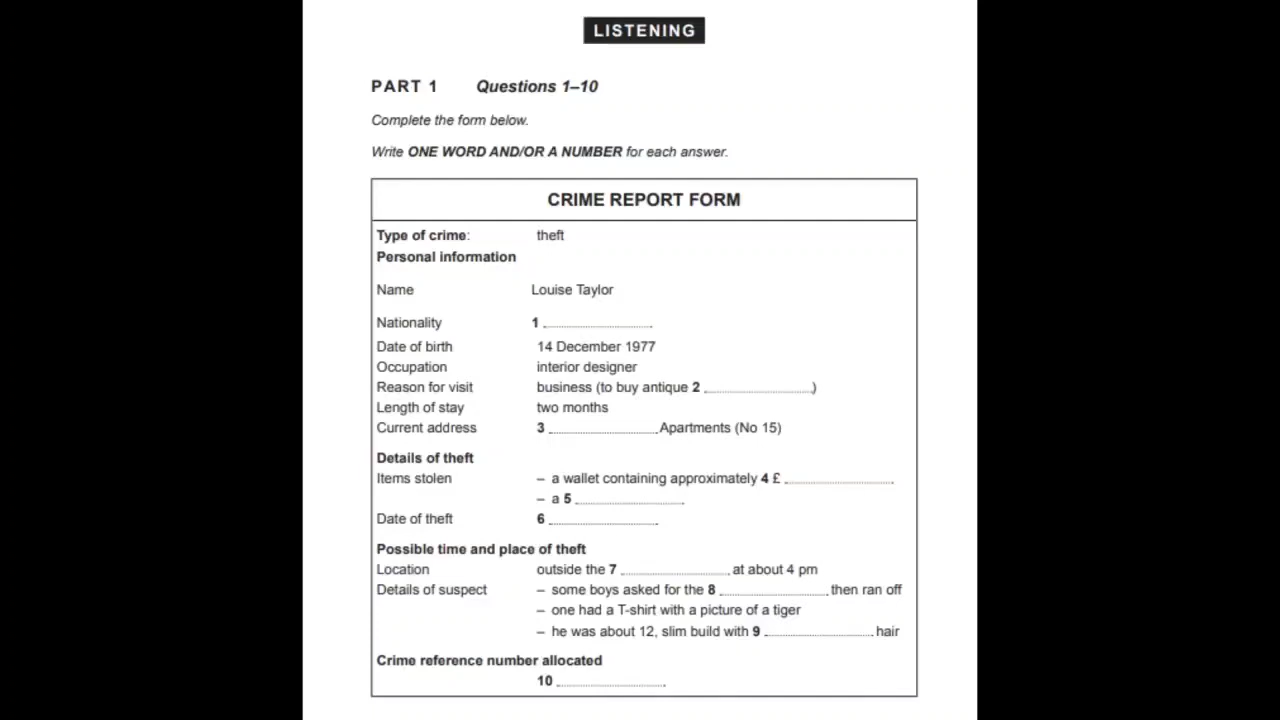 LISTENING
PART 1 Questions 1–10
Complete the form below.
Write ONE WORD AND/OR A NUMBER for each answer.
CRIME REPORT FORM
Type of crime: theft
Personal information
Name Louise Taylor
Nationality 1 ....................
Date of birth 14 December 1977
Occupation interior designer
Reason for visit business (to buy antique 2 ....................)
Length of stay two months
Current address 3 .................... Apartments (No 15)
Details of theft
Items stolen – a wallet containing approximately 4 £ ....................
– a 5 ....................
Date of theft 6 ....................
Possible time and place of theft
Location outside the 7 .................... at about 4 pm
Details of suspect – some boys asked for the 8 .................... then ran off
– one had a T-shirt with a picture of a tiger
– he was about 12, slim build with 9 .................... hair
Crime reference number allocated
10 ....................